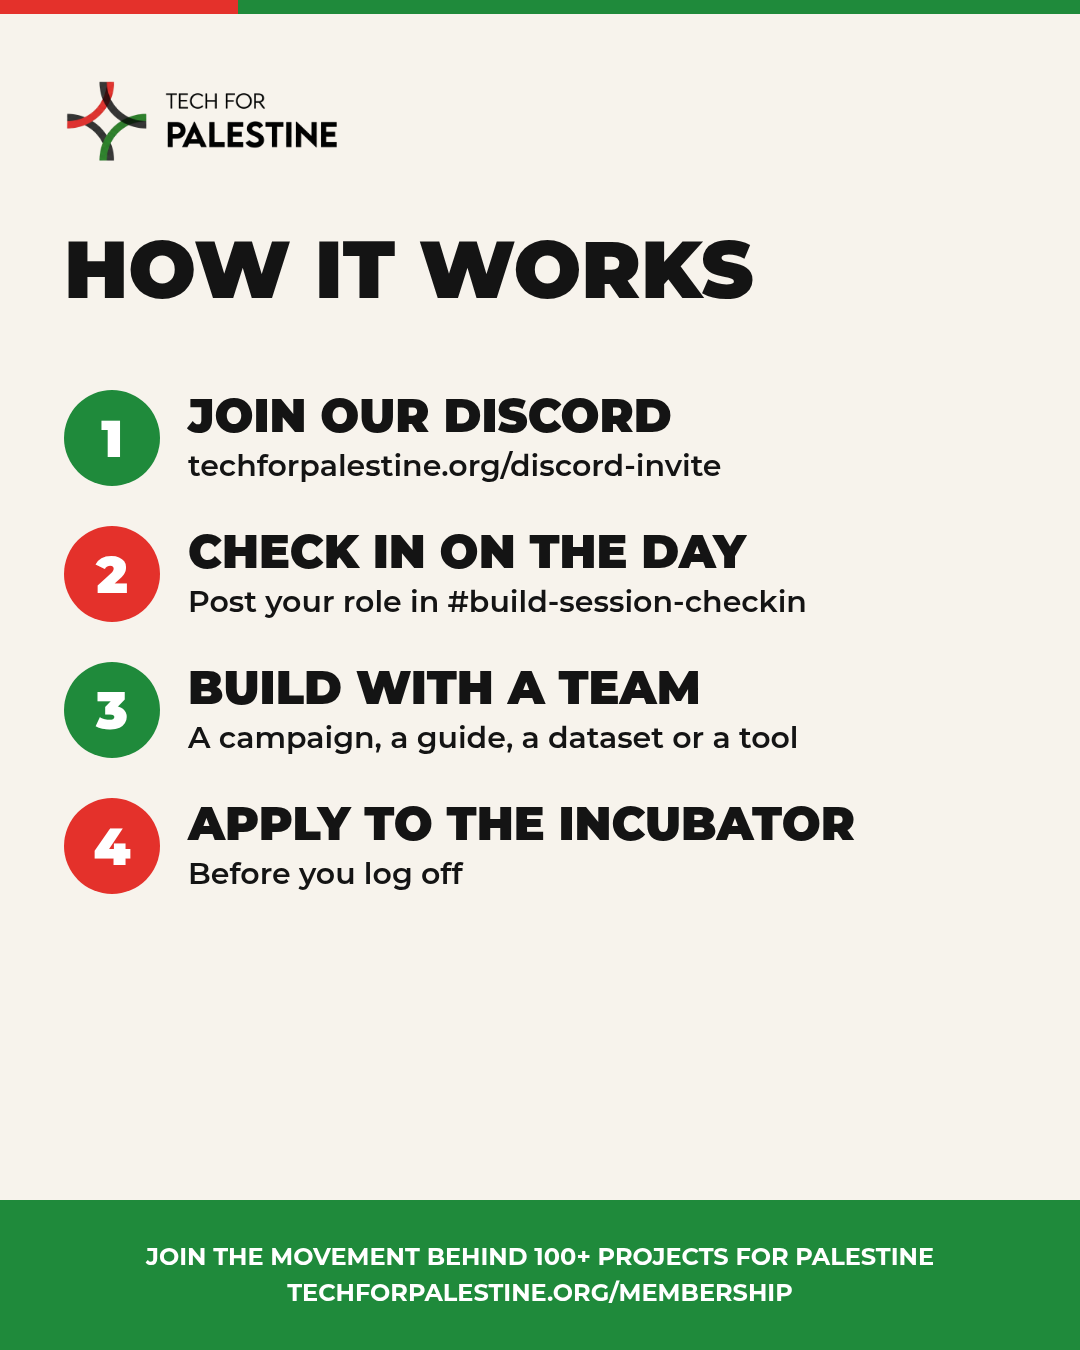 TECH FOR
PALESTINE
HOW IT WORKS
1
JOIN OUR DISCORD
techforpalestine.org/discord-invite
2
CHECK IN ON THE DAY
Post your role in #build-session-checkin
3
BUILD WITH A TEAM
A campaign, a guide, a dataset or a tool
4
APPLY TO THE INCUBATOR
Before you log off
JOIN THE MOVEMENT BEHIND 100+ PROJECTS FOR PALESTINE
TECHFORPALESTINE.ORG/MEMBERSHIP